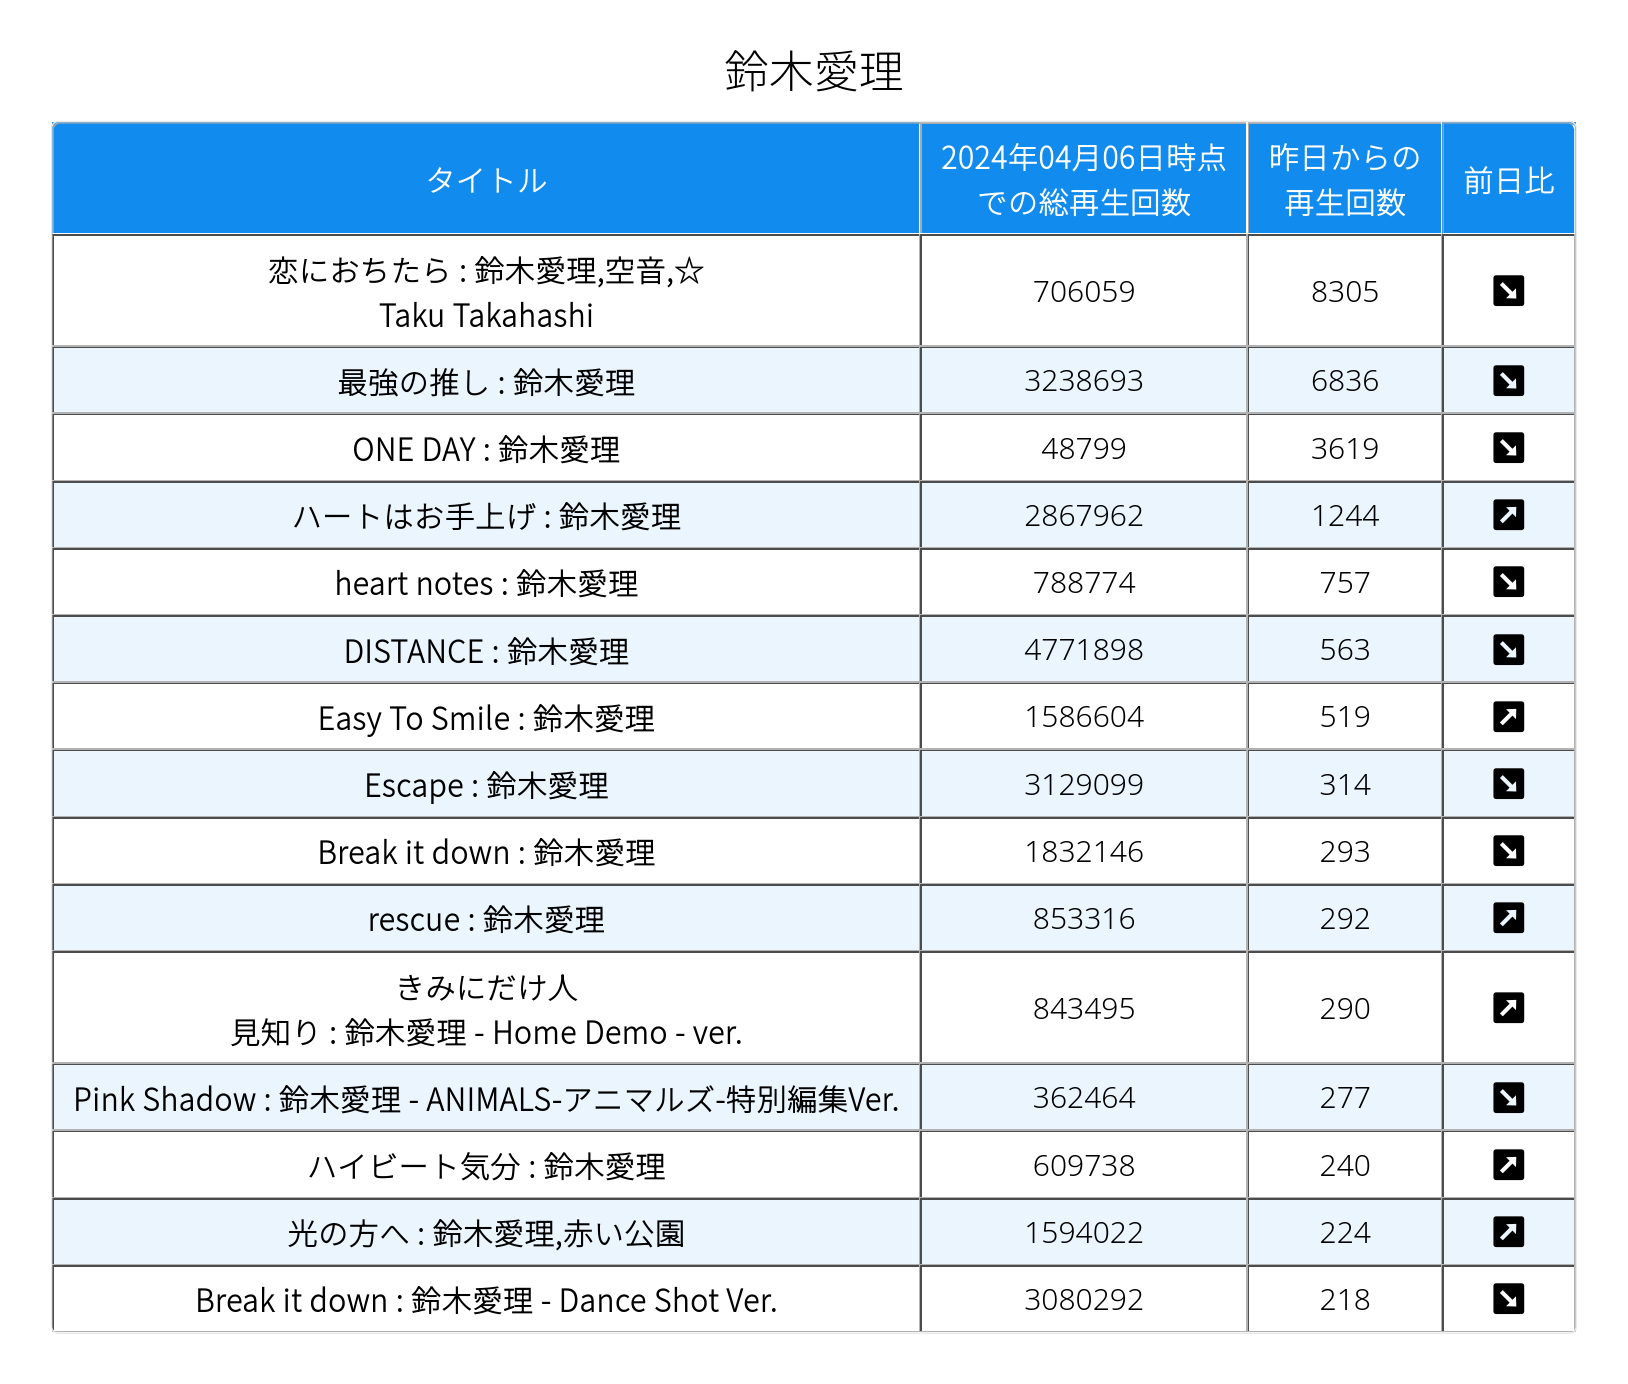 鈴木愛理
タイトル
2024年04月06日時点
での総再生回数
昨日からの
再生回数
前日比
恋におちたら : 鈴木愛理,空音,☆
Taku Takahashi
706059
8305
最強の推し : 鈴木愛理
3238693
6836
ONE DAY : 鈴木愛理
48799
3619
ハートはお手上げ : 鈴木愛理
2867962
1244
heart notes : 鈴木愛理
788774
757
DISTANCE : 鈴木愛理
4771898
563
Easy To Smile : 鈴木愛理
1586604
519
Escape : 鈴木愛理
3129099
314
Break it down : 鈴木愛理
1832146
293
rescue : 鈴木愛理
853316
292
きみにだけ人
見知り : 鈴木愛理 - Home Demo - ver.
843495
290
Pink Shadow : 鈴木愛理 - ANIMALS-アニマルズ-特別編集Ver.
362464
277
ハイビート気分 : 鈴木愛理
609738
240
光の方へ : 鈴木愛理,赤い公園
1594022
224
Break it down : 鈴木愛理 - Dance Shot Ver.
3080292
218